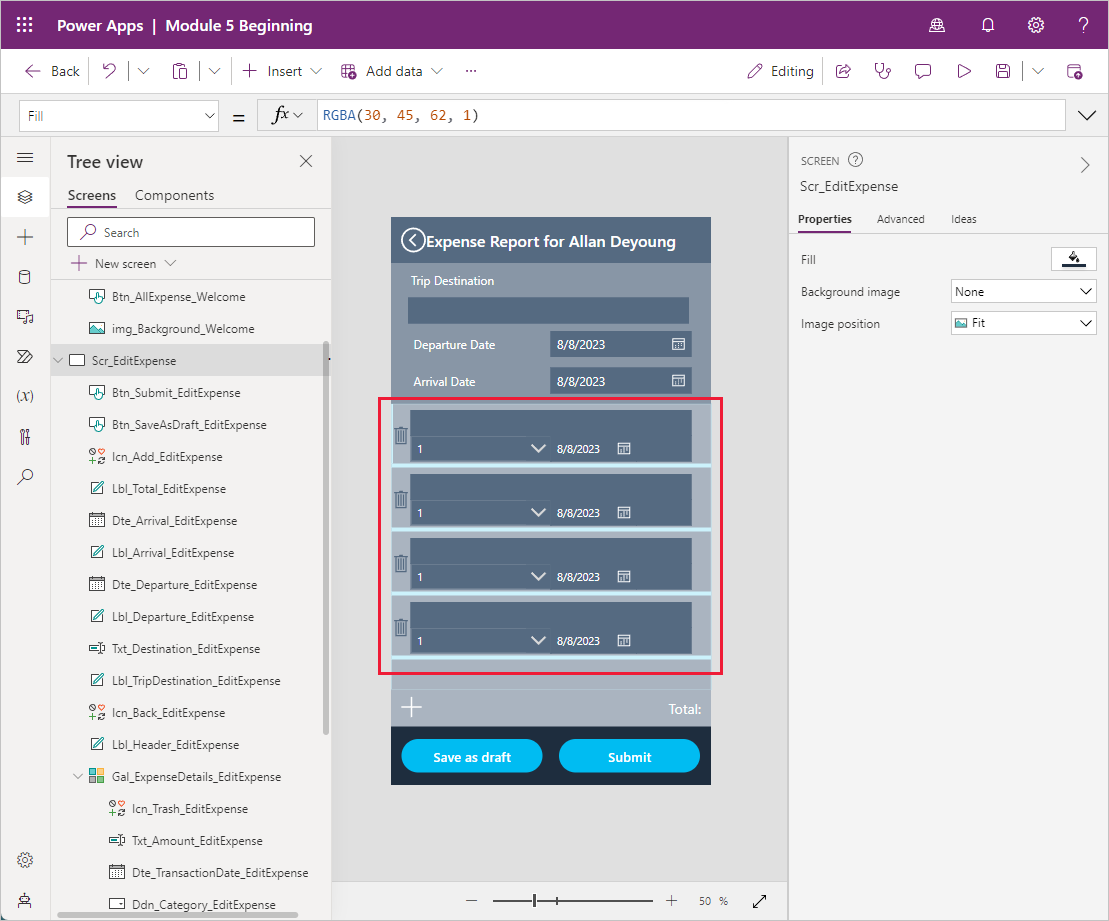 Power Apps | Module 5 Beginning
Back
Insert
Add data
...
Editing
Fill
=
fx
RGBA(30, 45, 62, 1)
Tree view
Screens
Components
Search
New screen
Btn_AllExpense_Welcome
img_Background_Welcome
Scr_EditExpense
Btn_Submit_EditExpense
Btn_SaveAsDraft_EditExpense
Icn_Add_EditExpense
Lbl_Total_EditExpense
Dte_Arrival_EditExpense
Lbl_Arrival_EditExpense
Dte_Departure_EditExpense
Lbl_Departure_EditExpense
Txt_Destination_EditExpense
Lbl_TripDestination_EditExpense
Icn_Back_EditExpense
Lbl_Header_EditExpense
Gal_ExpenseDetails_EditExpense
Icn_Trash_EditExpense
Txt_Amount_EditExpense
Dte_TransactionDate_EditExpense
Ddn_Category_EditExpense
(x)
Expense Report for Allan Deyoung
Trip Destination
Departure Date 8/8/2023
Arrival Date 8/8/2023
1 8/8/2023
1 8/8/2023
1 8/8/2023
1 8/8/2023
Total:
Save as draft
Submit
50 %
SCREEN ?
Scr_EditExpense
Properties
Advanced
Ideas
Fill
Background image None
Image position Fit